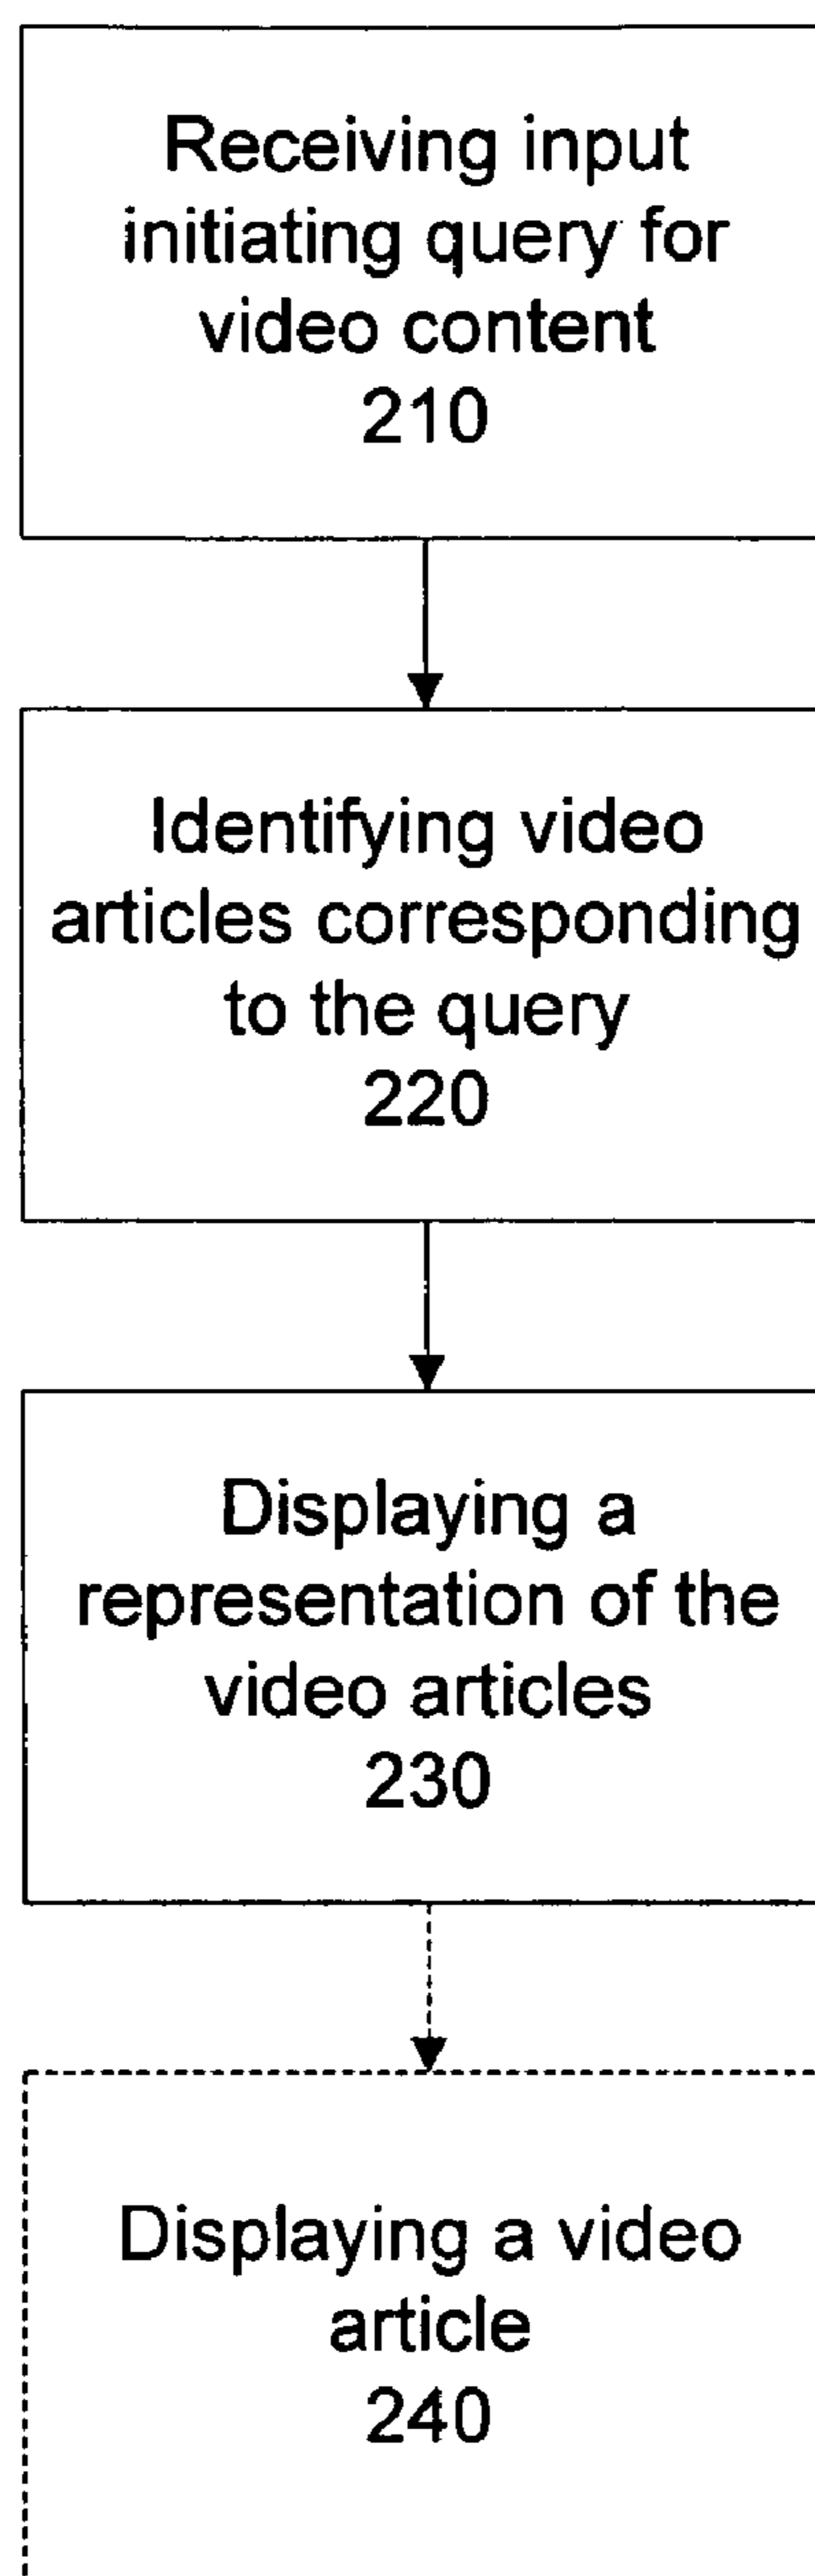 Receiving input
initiating query for
video content
210
Identifying video
articles corresponding
to the query
220
Displaying a
representation of the
video articles
230
Displaying a video
article
240